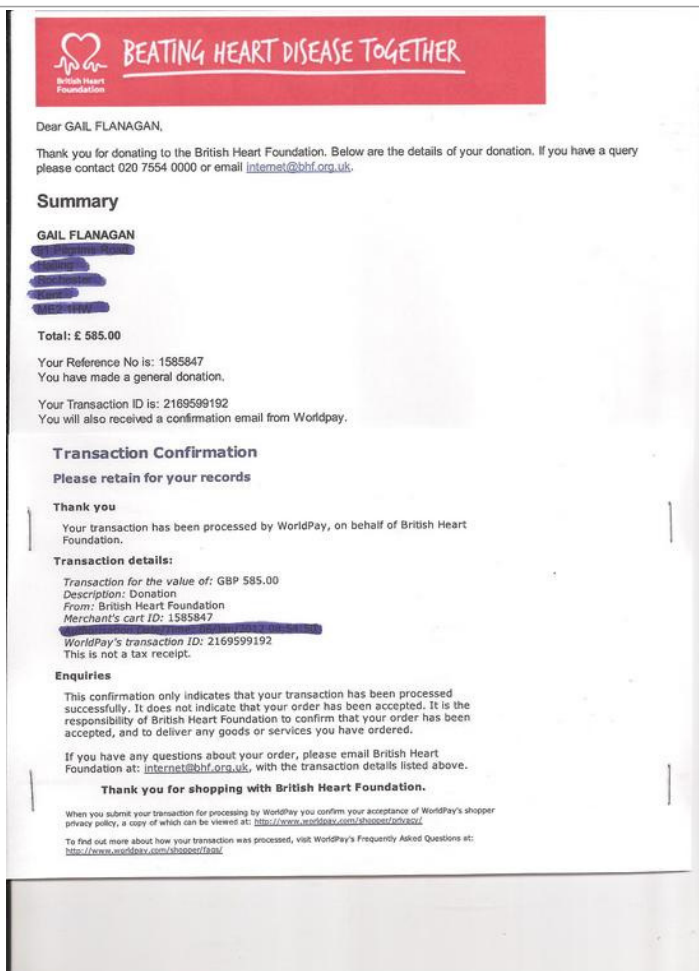 British Heart
Foundation
BEATING HEART DISEASE TOGETHER
Dear GAIL FLANAGAN,
Thank you for donating to the British Heart Foundation. Below are the details of your donation. If you have a query
please contact 020 7554 0000 or email internet@bhf.org.uk.
Summary
GAIL FLANAGAN
Total: £ 585.00
Your Reference No is: 1585847
You have made a general donation.
Your Transaction ID is: 2169599192
You will also received a confirmation email from Worldpay.
Transaction Confirmation
Please retain for your records
Thank you
Your transaction has been processed by WorldPay, on behalf of British Heart
Foundation.
Transaction details:
Transaction for the value of: GBP 585.00
Description: Donation
From: British Heart Foundation
Merchant's cart ID: 1585847
WorldPay's transaction ID: 2169599192
This is not a tax receipt.
Enquiries
This confirmation only indicates that your transaction has been processed
successfully. It does not indicate that your order has been accepted. It is the
responsibility of British Heart Foundation to confirm that your order has been
accepted, and to deliver any goods or services you have ordered.
If you have any questions about your order, please email British Heart
Foundation at: internet@bhf.org.uk, with the transaction details listed above.
Thank you for shopping with British Heart Foundation.
When you submit your transaction for processing by WorldPay you confirm your acceptance of WorldPay's shopper
privacy policy, a copy of which can be viewed at: http://www.worldpay.com/shopper/privacy/
To find out more about how your transaction was processed, visit WorldPay's Frequently Asked Questions at:
http://www.worldpay.com/shopper/faqs/